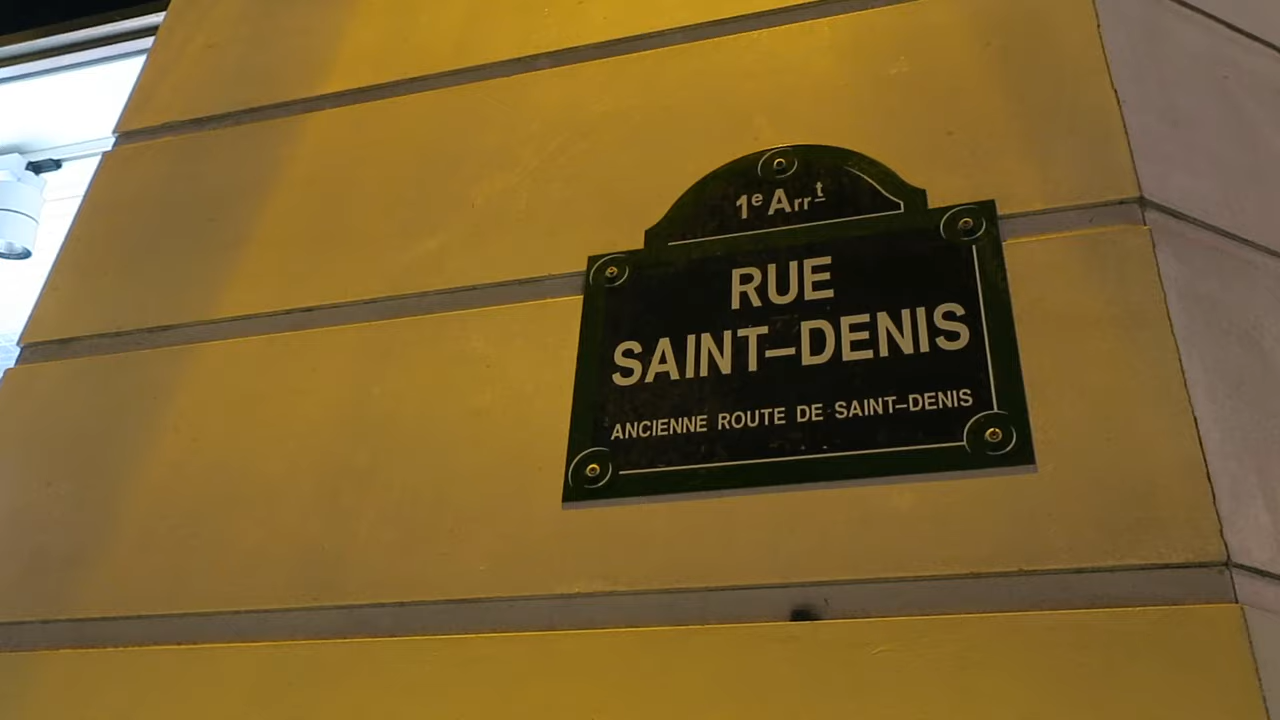 1e Arrt
RUE
SAINT-DENIS
ANCIENNE ROUTE DE SAINT-DENIS